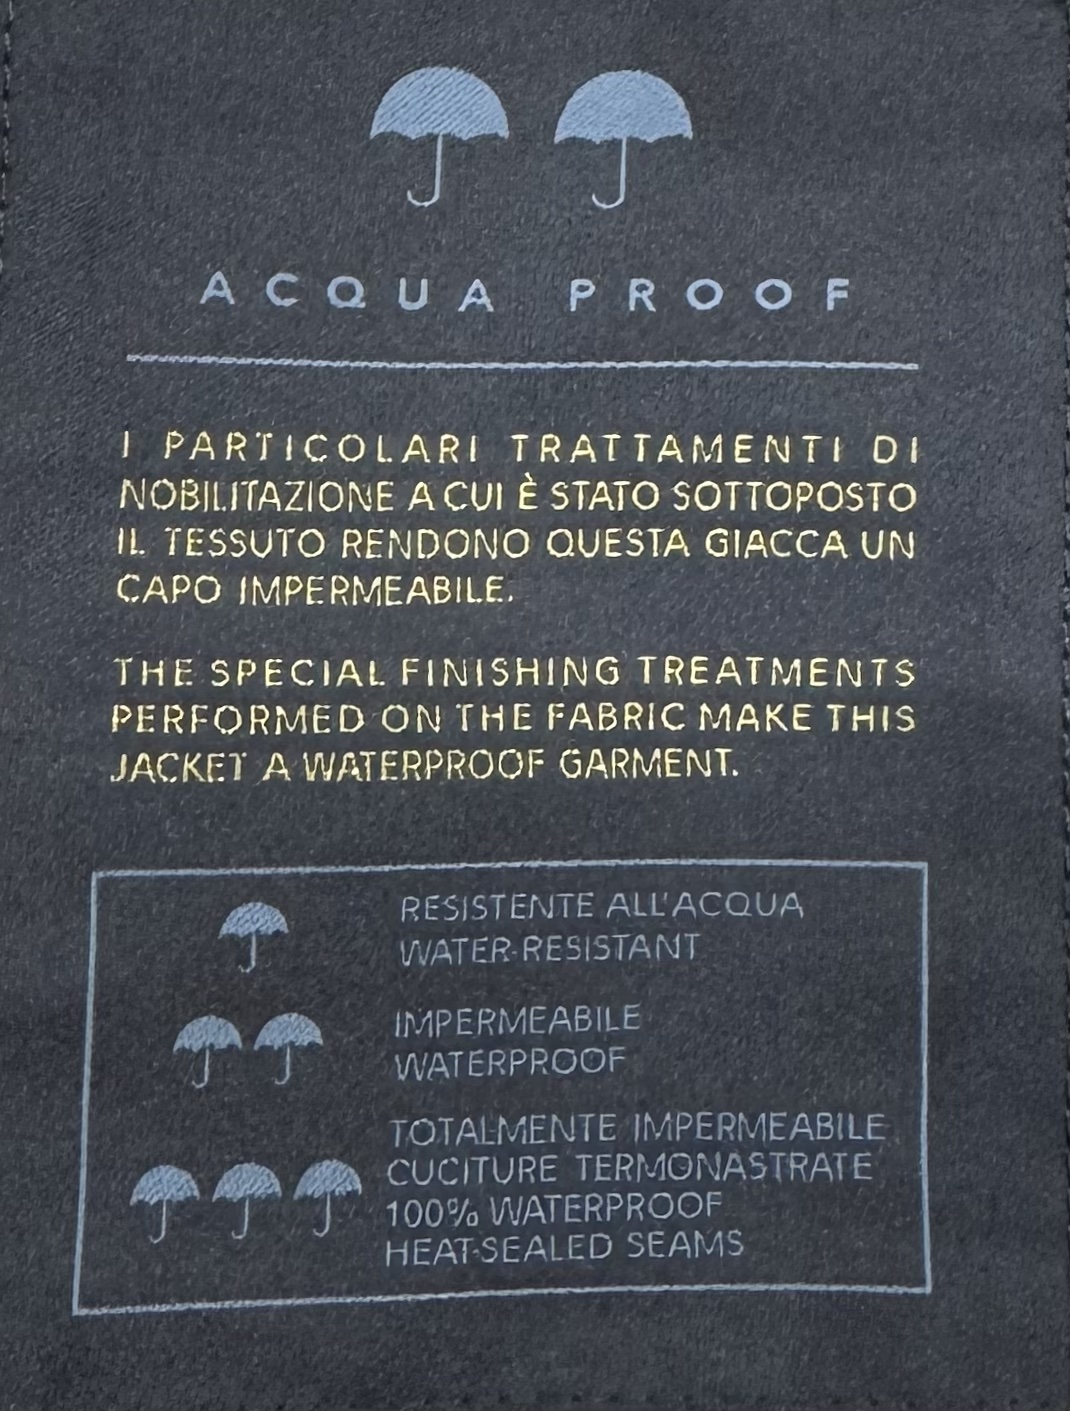 ACQUA PROOF
I PARTICOLARI TRATTAMENTI DI
NOBILITAZIONE A CUI È STATO SOTTOPOSTO
IL TESSUTO RENDONO QUESTA GIACCA UN
CAPO IMPERMEABILE.
THE SPECIAL FINISHING TREATMENTS
PERFORMED ON THE FABRIC MAKE THIS
JACKET A WATERPROOF GARMENT.
RESISTENTE ALL'ACQUA
WATER-RESISTANT
IMPERMEABILE
WATERPROOF
TOTALMENTE IMPERMEABILE
CUCITURE TERMONASTRATE
100% WATERPROOF
HEAT-SEALED SEAMS